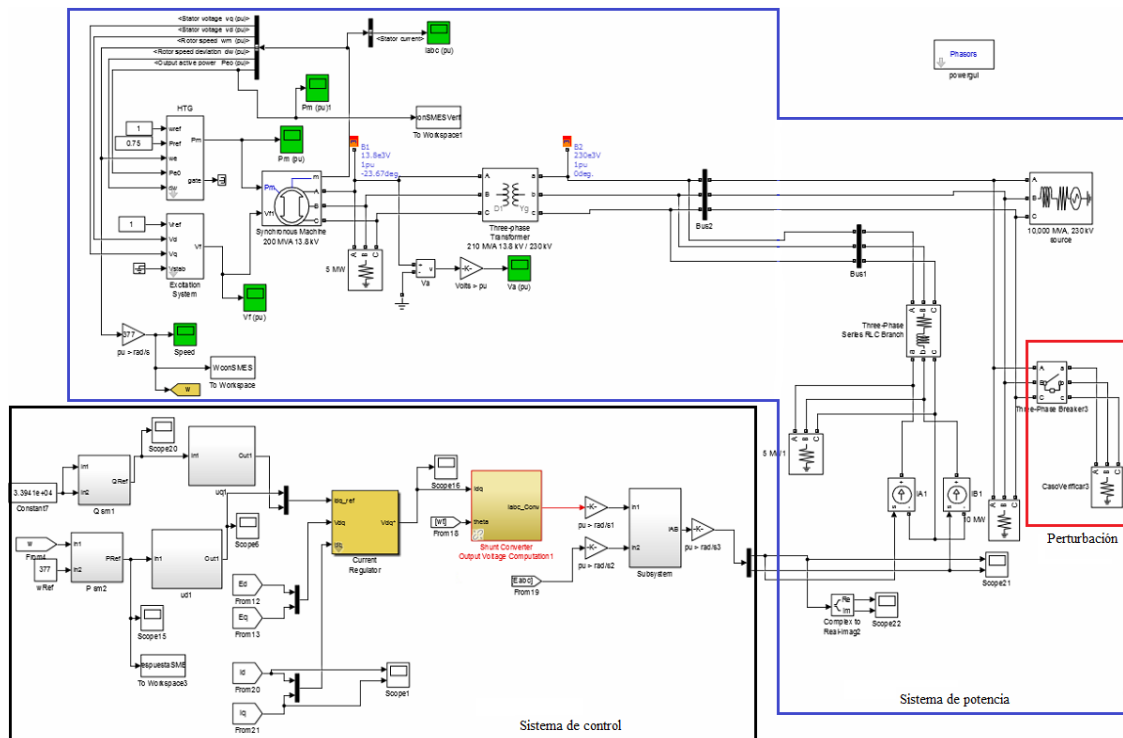 <Stator voltage vq (pu)>
<Stator voltage vd (pu)>
<Rotor speed wm (pu)>
<Rotor speed deviation dw (pu)>
<Output active power Peo (pu)>
<Stator current>
Iabc (pu)
Phasors
powergui
Pm (pu)1
To Workspace1
HTG
1
0.75
wref
Pref
we
Pe0
dw
Pm
gate
Pm (pu)
B1
13.8e3V
1pu
-23.67deg.
B2
230e3V
1pu
0deg.
Pm
Vf1
m
A
B
C
Synchronous Machine
200 MVA 13.8 kV
A
B
C
a
b
c
D1
Yg
Three-phase
Transformer
210 MVA 13.8 kV / 230 kV
Bus2
A
B
C
10,000 MVA, 230 kV
source
1
Vref
Vd
Vq
Vstab
Vf
Excitation
System
Vf (pu)
5 MW
A B C
+
-
v
Va
-K-
Volts > pu
Va (pu)
Bus1
A B C
a b c
Three-Phase
Series RLC Branch
377
pu > rad/s
Speed
WconSMES
To Workspace
w
A
B
C
a
b
c
Three-Phase Breaker3
A B C
CasoVerificar3
Perturbación
A B C
5 MW1
IA1
IB1
A B C
10 MW
Scope20
In1
In2
QRef
Q sm1
3.3941e+04
Constant7
In1
Out1
uq1
Scope6
w
From4
377
wRef
In1
In2
PRef
P sm2
In1
Out1
ud1
Scope15
To Workspace3
Idq_ref
Vdq
Idq
Vdq*
Current
Regulator
Scope16
[wt]
From18
Idq
theta
Iabc_Conv
Shunt Converter
Output Voltage Computation1
-K-
pu > rad/s1
-K-
pu > rad/s2
From19
In1
In2
IAB
Subsystem
-K-
pu > rad/s3
Ed
From12
Eq
From13
Id
From20
Iq
From21
Scope1
Scope21
Re
Im
Complex to
Real-Imag2
Scope22
Sistema de control
Sistema de potencia